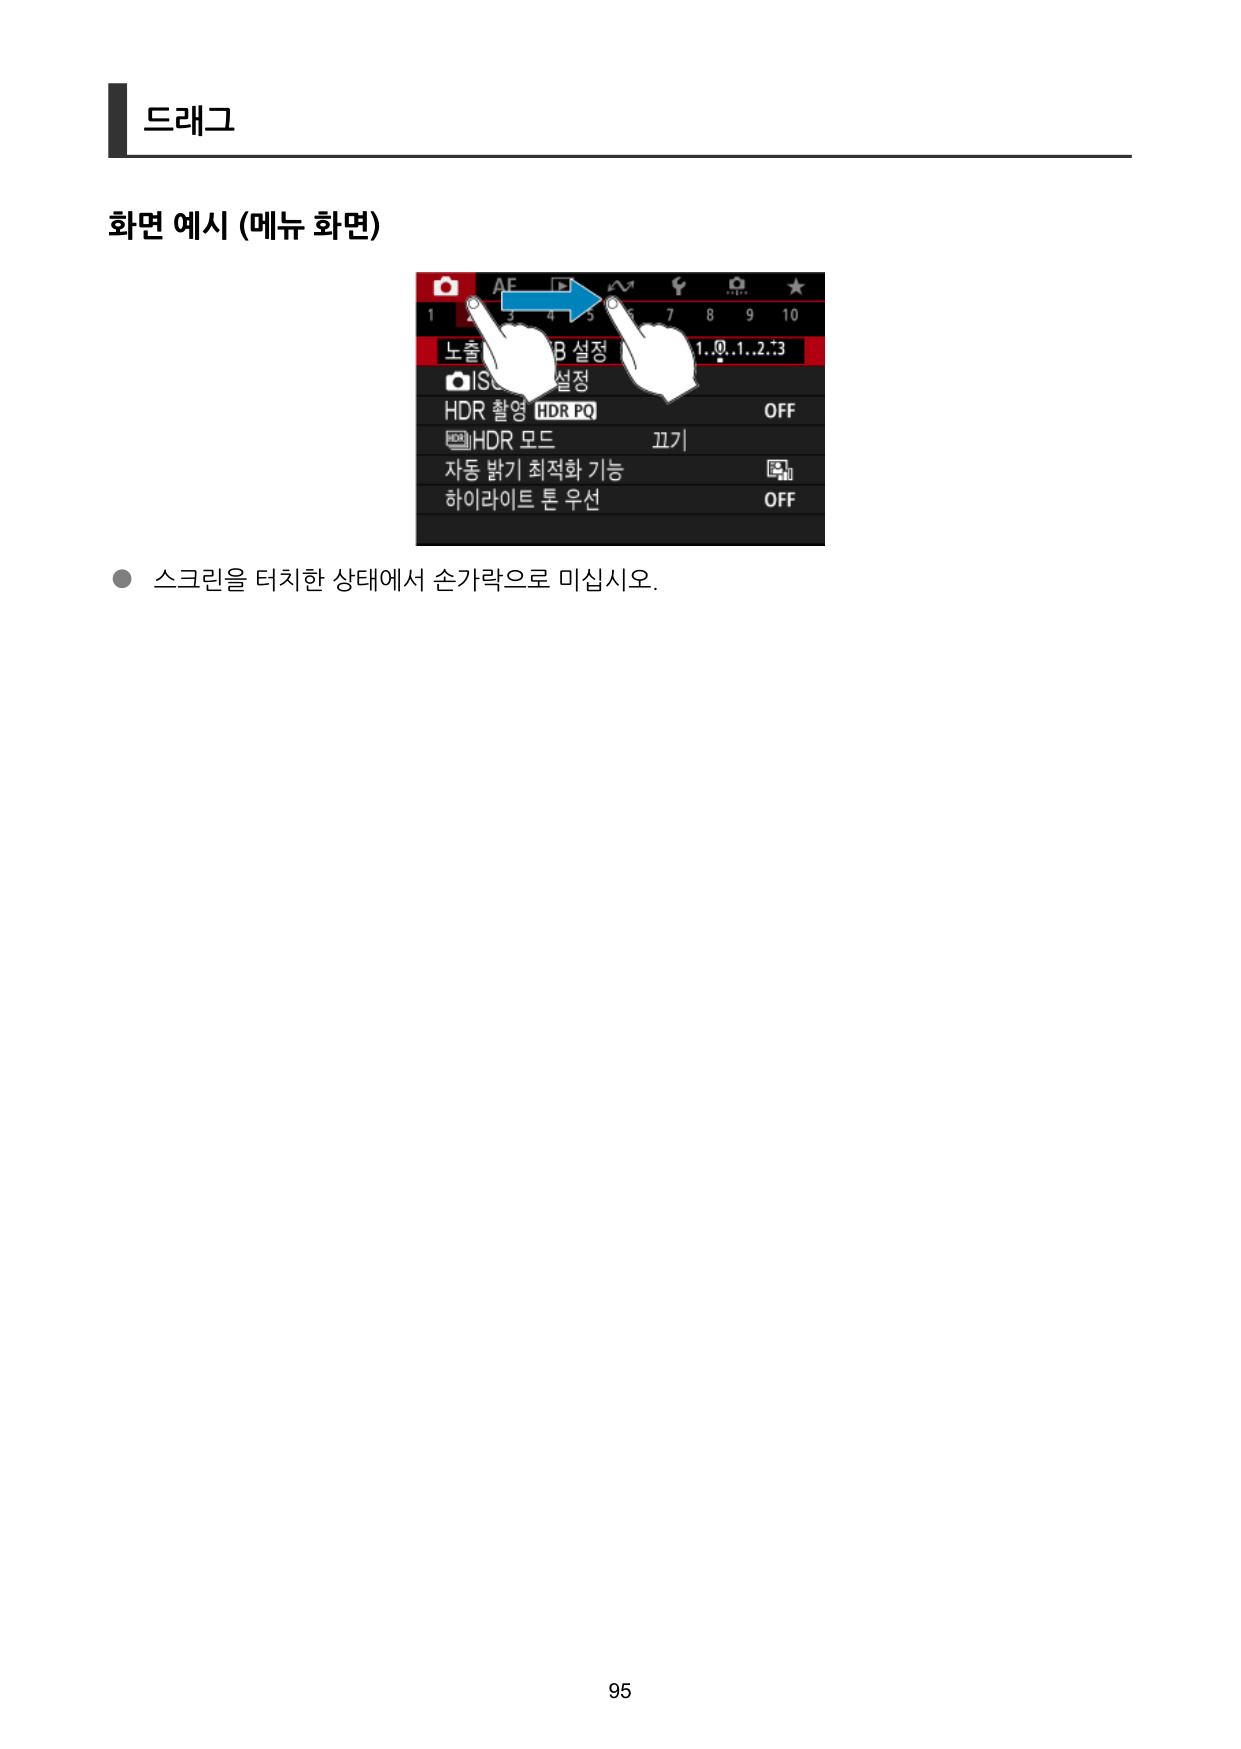 드래그
화면 예시 (메뉴 화면)
AF
1 2 3 4 5 6 7 8 9 10
노출 B 설정 1..0..1..2.+3
IS 설정
HDR 촬영 HDR PQ OFF
HDR HDR 모드 끄기
자동 밝기 최적화 기능
하이라이트 톤 우선 OFF
● 스크린을 터치한 상태에서 손가락으로 미십시오.
95